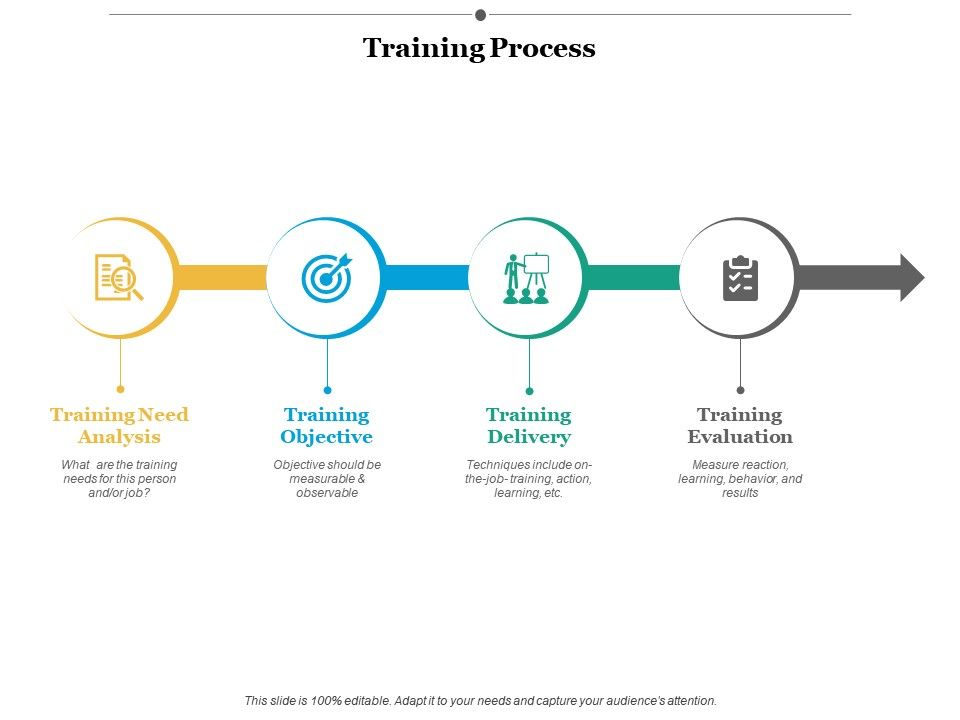 Training Process
Training Need
Analysis
What are the training
needs for this person
and/or job?
Training
Objective
Objective should be
measurable &
observable
Training
Delivery
Techniques include on-
the-job- training, action,
learning, etc.
Training
Evaluation
Measure reaction,
learning, behavior, and
results
This slide is 100% editable. Adapt it to your needs and capture your audience's attention.